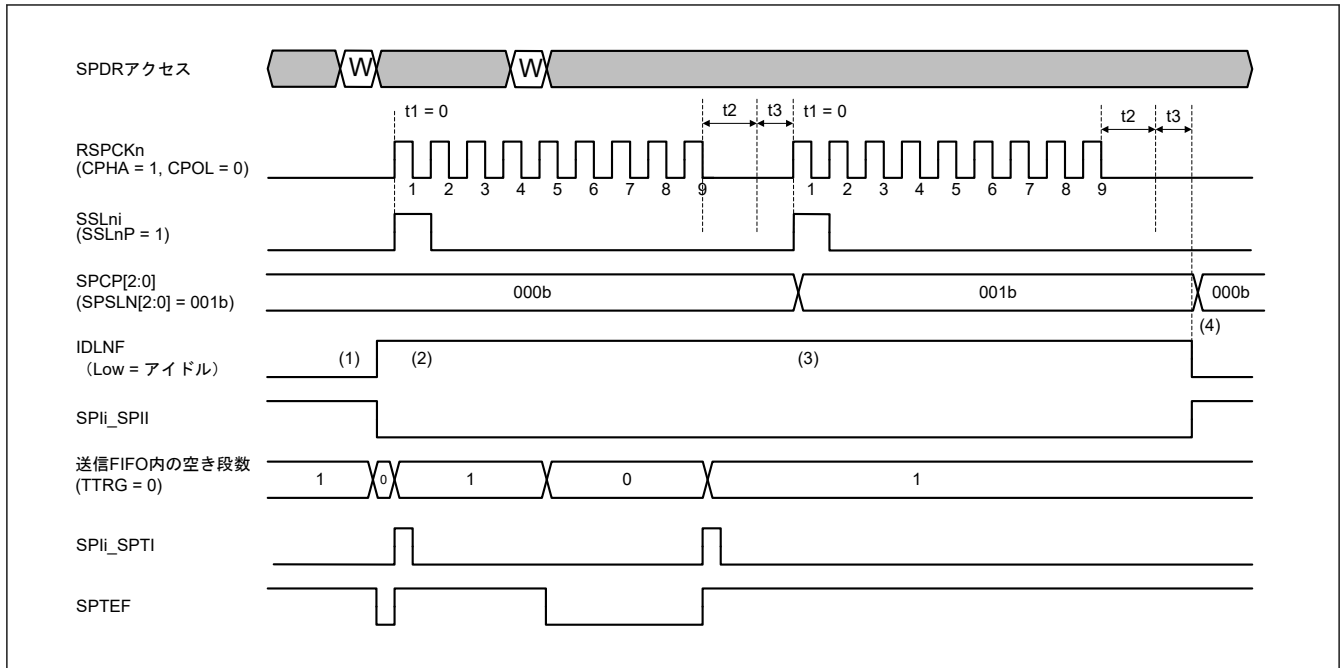 SPDRアクセス
W W
t1 = 0 t2 t3 t1 = 0 t2 t3
RSPCKn
(CPHA = 1, CPOL = 0)
1 2 3 4 5 6 7 8 9 1 2 3 4 5 6 7 8 9
SSLni
(SSLnP = 1)
SPCP[2:0]
(SPSLN[2:0] = 001b)
000b 001b 000b
(4)
IDLNF
(Low = アイドル)
(1) (2) (3)
SPIi_SPII
送信FIFO内の空き段数
(TTRG = 0)
1 0 1 0 1
SPIi_SPTI
SPTEF